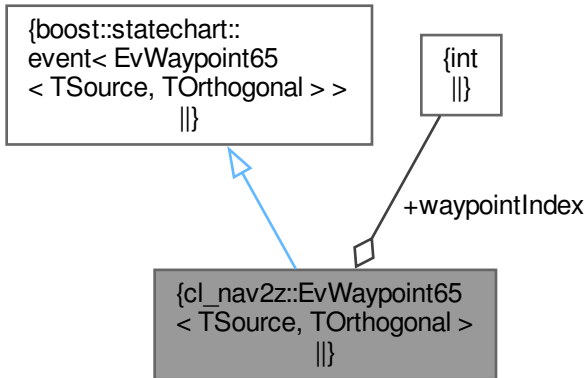 {boost::statechart::
event< EvWaypoint65
< TSource, TOrthogonal > >
||}
{int
||}
+waypointIndex
{cl_nav2z::EvWaypoint65
< TSource, TOrthogonal >
||}